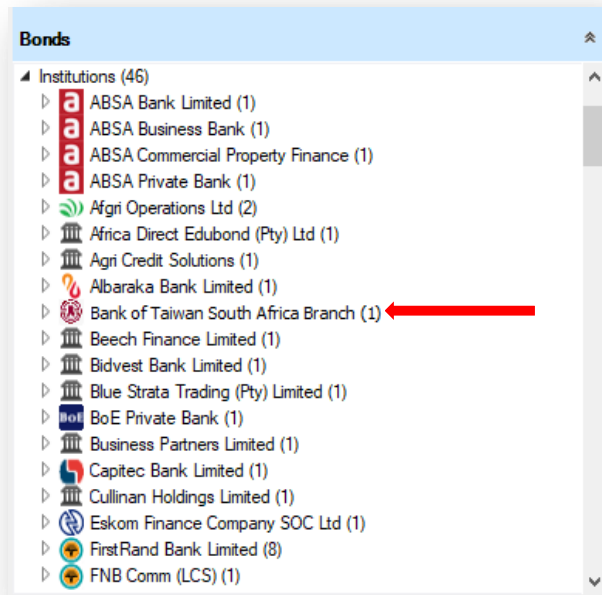 Bonds
Institutions (46)
a ABSA Bank Limited (1)
a ABSA Business Bank (1)
a ABSA Commercial Property Finance (1)
a ABSA Private Bank (1)
Afgri Operations Ltd (2)
Africa Direct Edubond (Pty) Ltd (1)
Agri Credit Solutions (1)
Albaraka Bank Limited (1)
Bank of Taiwan South Africa Branch (1)
Beech Finance Limited (1)
Bidvest Bank Limited (1)
Blue Strata Trading (Pty) Limited (1)
BoE BoE Private Bank (1)
Business Partners Limited (1)
Capitec Bank Limited (1)
Cullinan Holdings Limited (1)
Eskom Finance Company SOC Ltd (1)
FirstRand Bank Limited (8)
FNB Comm (LCS) (1)